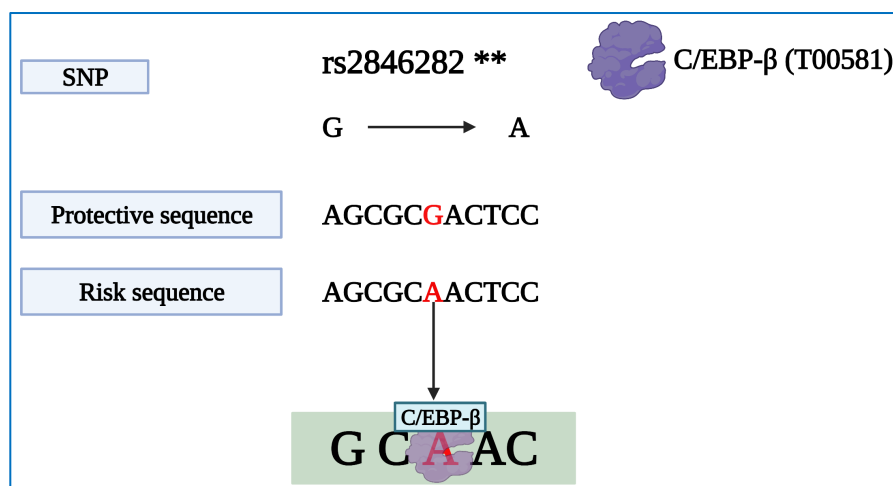 SNP
rs2846282 **
C/EBP-β (T00581)
G
A
Protective sequence
AGCGCGACTCC
Risk sequence
AGCGCAACTCC
C/EBP-β
G C A AC